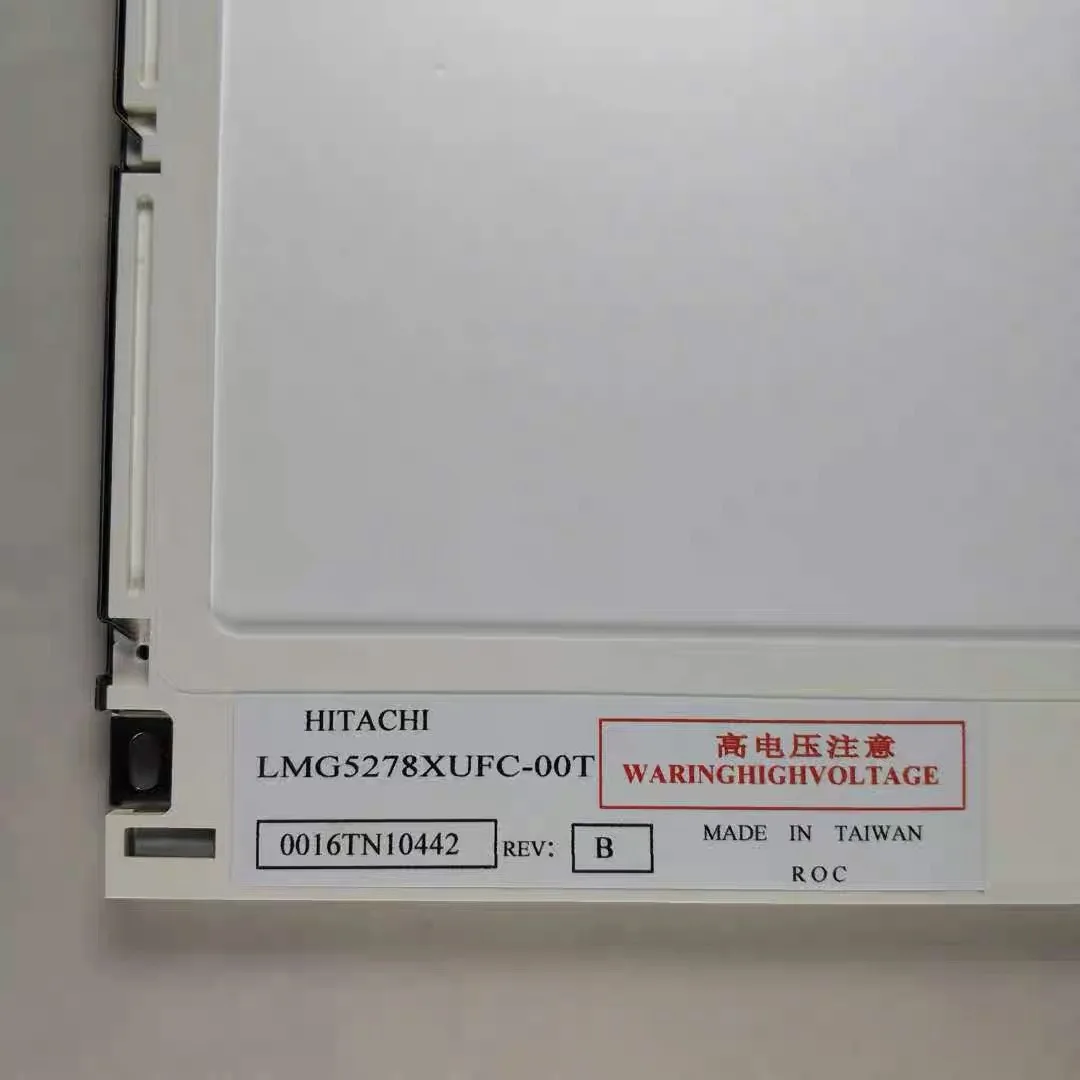 HITACHI
LMG5278XUFC-00T
高电压注意
WARINGHIGHVOLTAGE
0016TN10442 REV: B
MADE IN TAIWAN
ROC